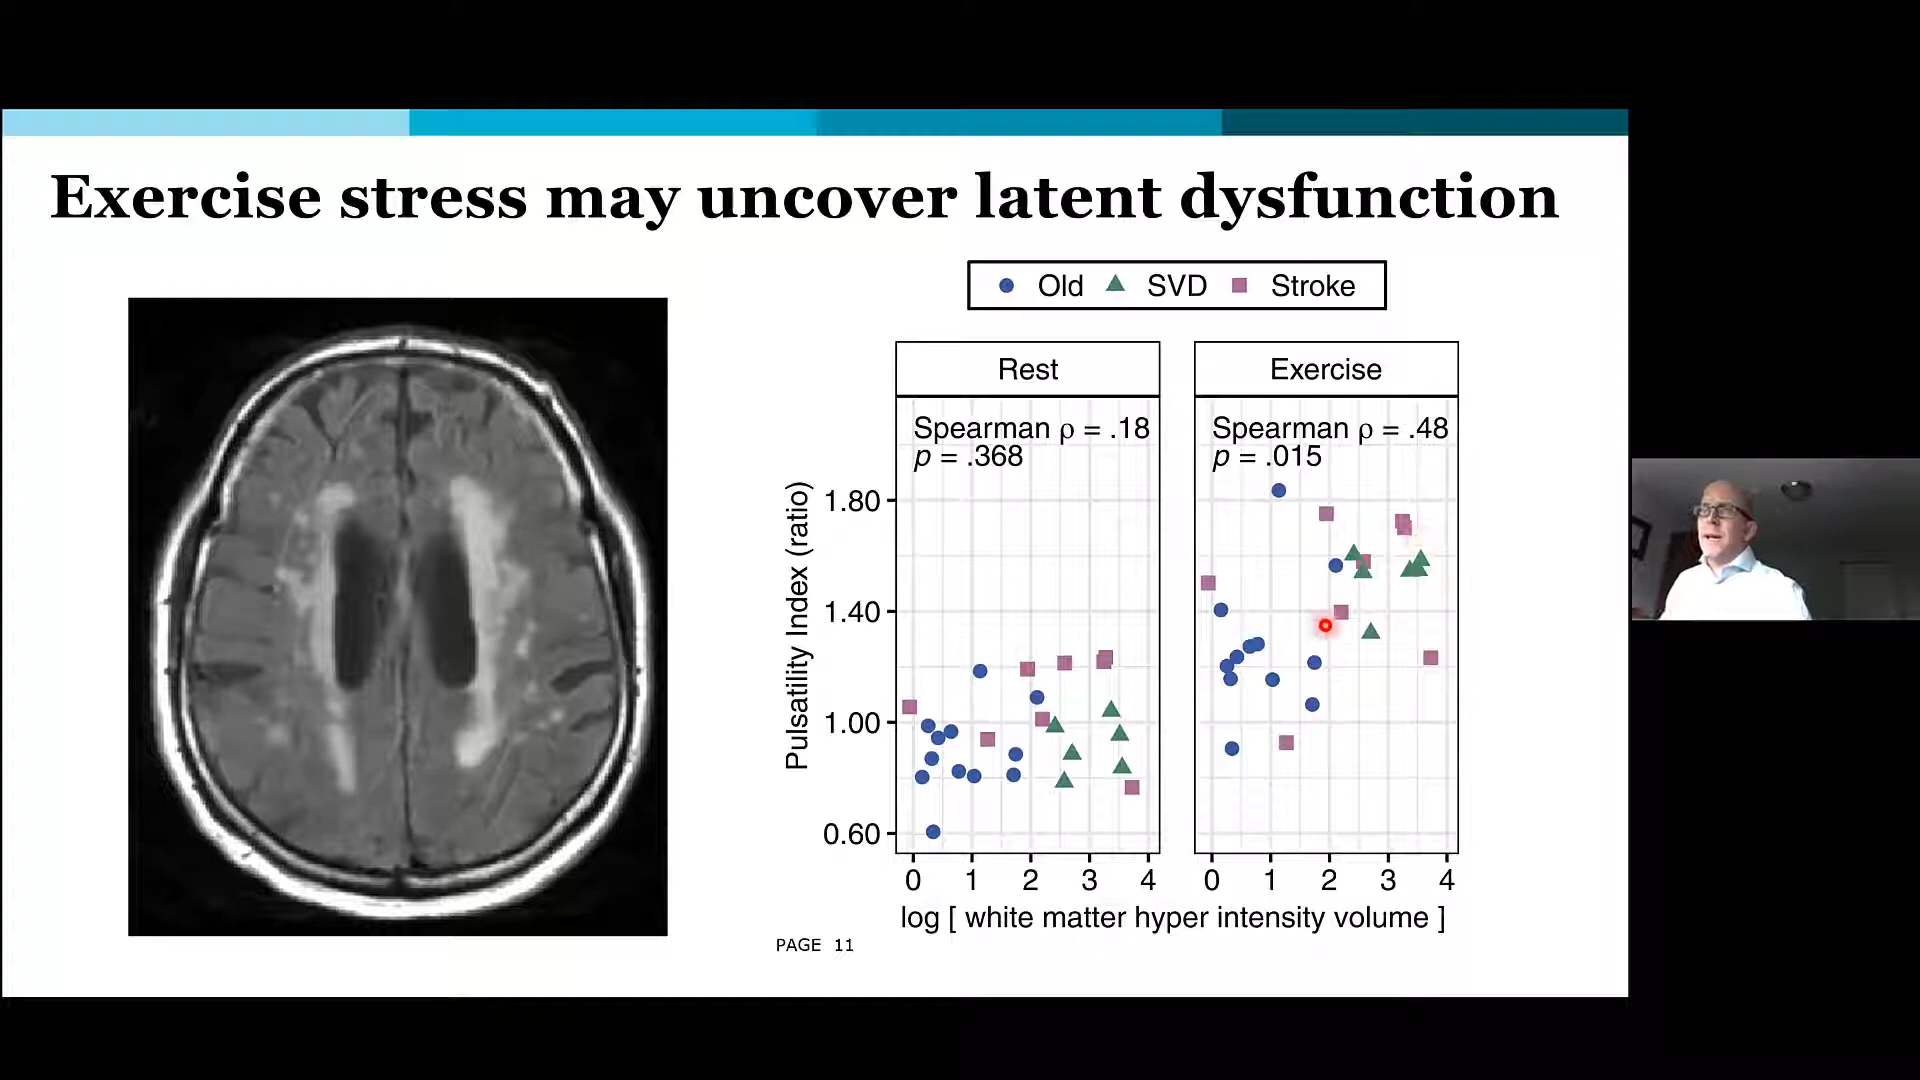 Exercise stress may uncover latent dysfunction
Old SVD Stroke
Rest
Exercise
Spearman ρ = .18
p = .368
Spearman ρ = .48
p = .015
Pulsatility Index (ratio)
1.80
1.40
1.00
0.60
0 1 2 3 4
0 1 2 3 4
log [ white matter hyper intensity volume ]
PAGE 11